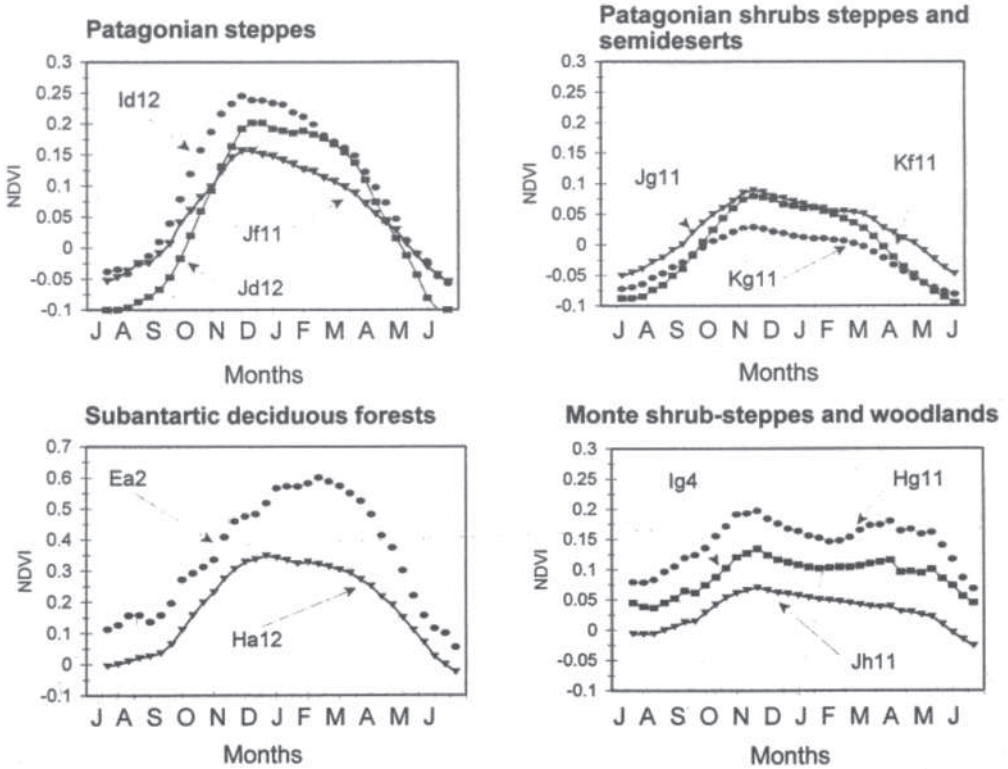 Patagonian steppes
0.3
0.25
0.2
0.15
0.1
0.05
0
-0.05
-0.1
NDVI
Id12
Jf11
Jd12
J A S O N D J F M A M J
Months
Patagonian shrubs steppes and
semideserts
0.3
0.25
0.2
0.15
0.1
0.05
0
-0.05
-0.1
NDVI
Jg11
Kf11
Kg11
J A S O N D J F M A M J
Months
Subantartic deciduous forests
0.7
0.6
0.5
0.4
0.3
0.2
0.1
0
-0.1
NDVI
Ea2
Ha12
J A S O N D J F M A M J
Months
Monte shrub-steppes and woodlands
0.3
0.25
0.2
0.15
0.1
0.05
0
-0.05
-0.1
NDVI
Ig4
Hg11
Jh11
J A S O N D J F M A M J
Months